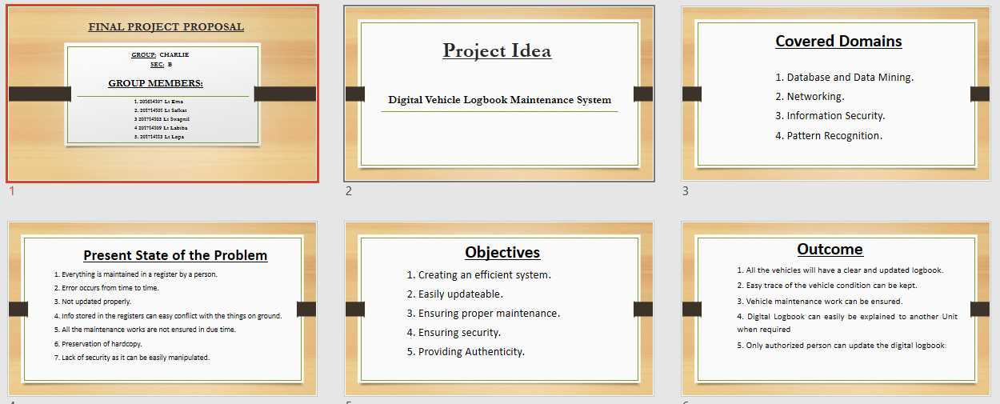 FINAL PROJECT PROPOSAL
GROUP: CHARLIE
SEC: B
GROUP MEMBERS:
1. 201614107 Lt Ema
2. 201714101 Lt Safkat
3 201714103 Lt Swapnil
4 201714109 Lt Labiba
5. 201714113 Lt Lopa
1
Project Idea
Digital Vehicle Logbook Maintenance System
2
Covered Domains
1. Database and Data Mining.
2. Networking.
3. Information Security.
4. Pattern Recognition.
3
Present State of the Problem
1. Everything is maintained in a register by a person.
2. Error occurs from time to time.
3. Not updated properly.
4. Info stored in the registers can easy conflict with the things on ground.
5. All the maintenance works are not ensured in due time.
6. Preservation of hardcopy.
7. Lack of security as it can be easily manipulated.
Objectives
1. Creating an efficient system.
2. Easily updateable.
3. Ensuring proper maintenance.
4. Ensuring security.
5. Providing Authenticity.
Outcome
1. All the vehicles will have a clear and updated logbook.
2. Easy trace of the vehicle condition can be kept.
3. Vehicle maintenance work can be ensured.
4. Digital Logbook can easily be explained to another Unit
when required
5. Only authorized person can update the digital logbook.